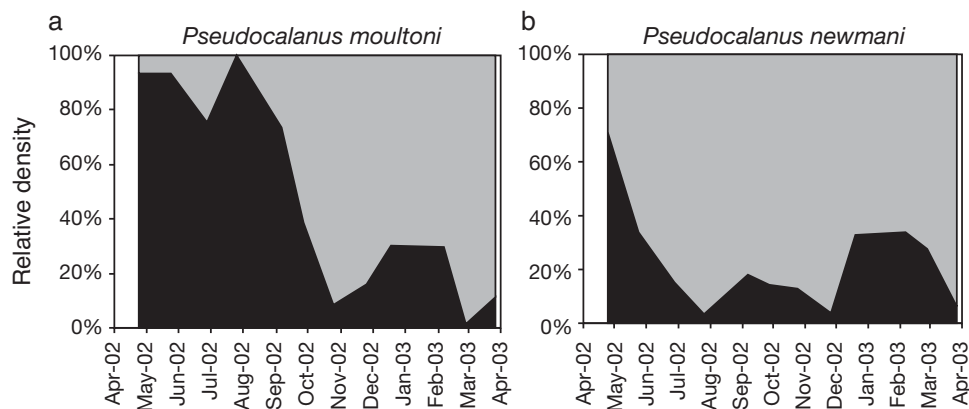 a
Pseudocalanus moultoni
Relative density
100%
80%
60%
40%
20%
0%
Apr-02
May-02
Jun-02
Jul-02
Aug-02
Sep-02
Oct-02
Nov-02
Dec-02
Jan-03
Feb-03
Mar-03
Apr-03
b
Pseudocalanus newmani
100%
80%
60%
40%
20%
0%
Apr-02
May-02
Jun-02
Jul-02
Aug-02
Sep-02
Oct-02
Nov-02
Dec-02
Jan-03
Feb-03
Mar-03
Apr-03